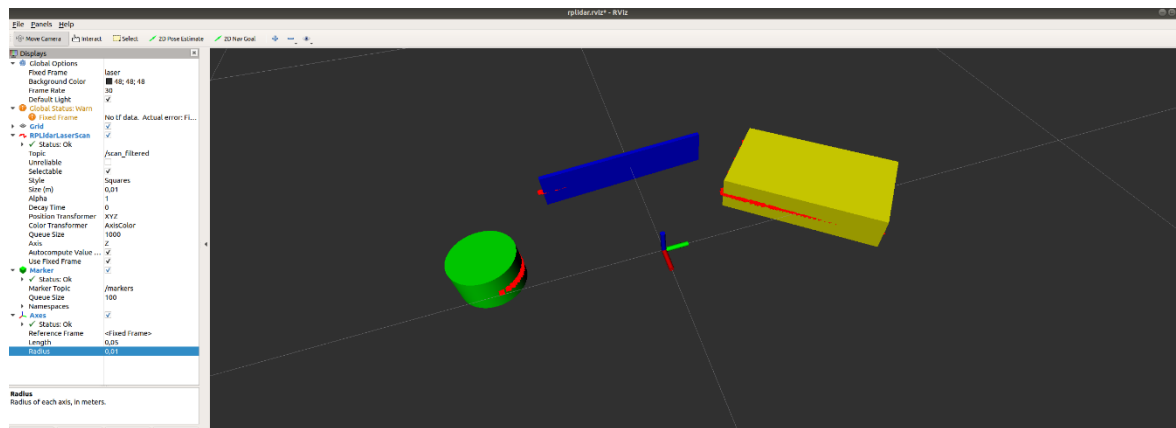 rplidar.rviz* - RViz
File Panels Help
Move Camera Interact Select 2D Pose Estimate 2D Nav Goal
Displays
Global Options
Fixed Frame laser
Background Color 48; 48; 48
Frame Rate 30
Default Light
Global Status: Warn
Fixed Frame No tf data. Actual error: Fi...
Grid
RPLidarLaserScan
Status: Ok
Topic /scan_filtered
Unreliable
Selectable
Style Squares
Size (m) 0,01
Alpha 1
Decay Time 0
Position Transformer XYZ
Color Transformer AxisColor
Queue Size 1000
Axis Z
Autocompute Value ...
Use Fixed Frame
Marker
Status: Ok
Marker Topic /markers
Queue Size 100
Namespaces
Axes
Status: Ok
Reference Frame <Fixed Frame>
Length 0,05
Radius 0,01
Radius
Radius of each axis, in meters.